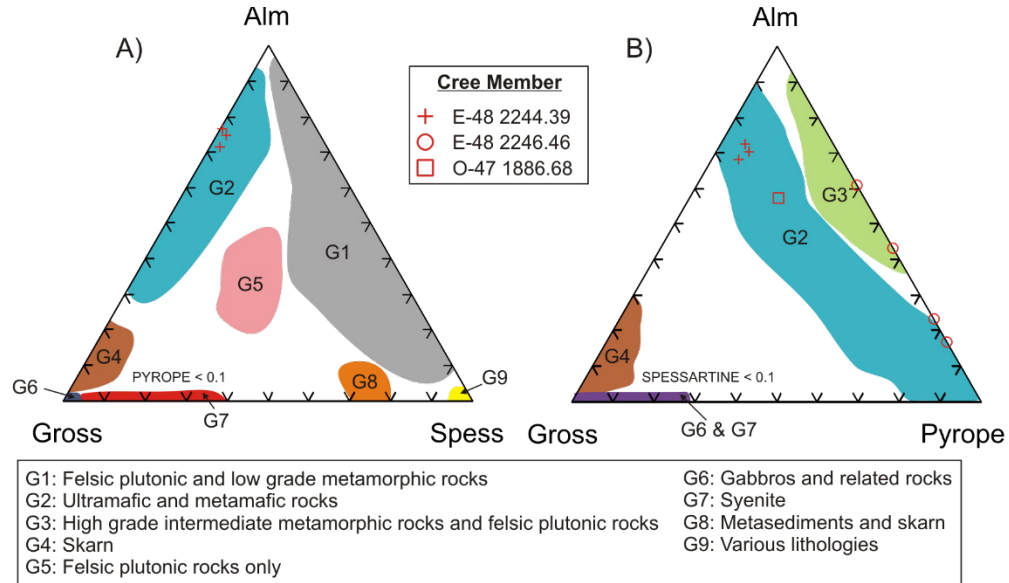 Alm
A)
Cree Member
E-48 2244.39
E-48 2246.46
O-47 1886.68
G2
G1
G5
G4
PYROPE < 0.1
G8
G6
G7
G9
Gross
Spess
Alm
B)
G3
G2
G4
SPESSARTINE < 0.1
G6 & G7
Gross
Pyrope
G1: Felsic plutonic and low grade metamorphic rocks
G2: Ultramafic and metamafic rocks
G3: High grade intermediate metamorphic rocks and felsic plutonic rocks
G4: Skarn
G5: Felsic plutonic rocks only
G6: Gabbros and related rocks
G7: Syenite
G8: Metasediments and skarn
G9: Various lithologies